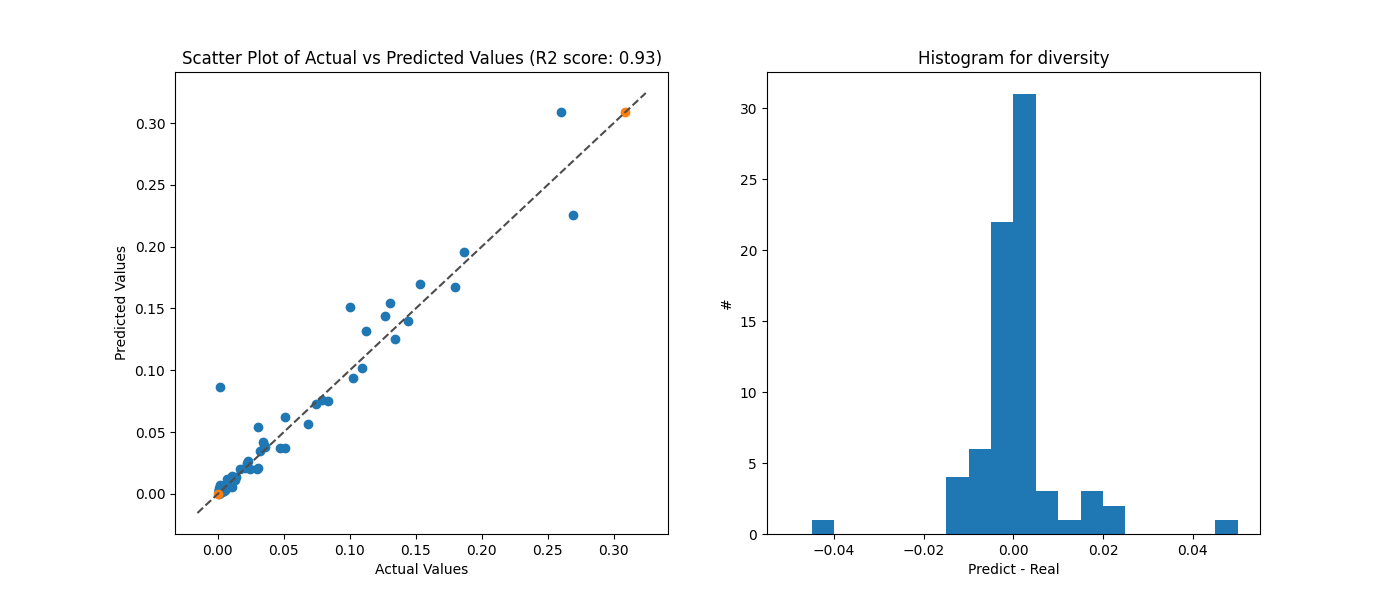 Scatter Plot of Actual vs Predicted Values (R2 score: 0.93)
0.30
0.25
0.20
0.15
0.10
0.05
0.00
Predicted Values
0.00 0.05 0.10 0.15 0.20 0.25 0.30
Actual Values
Histogram for diversity
30
25
20
15
10
5
0
#
−0.04 −0.02 0.00 0.02 0.04
Predict - Real